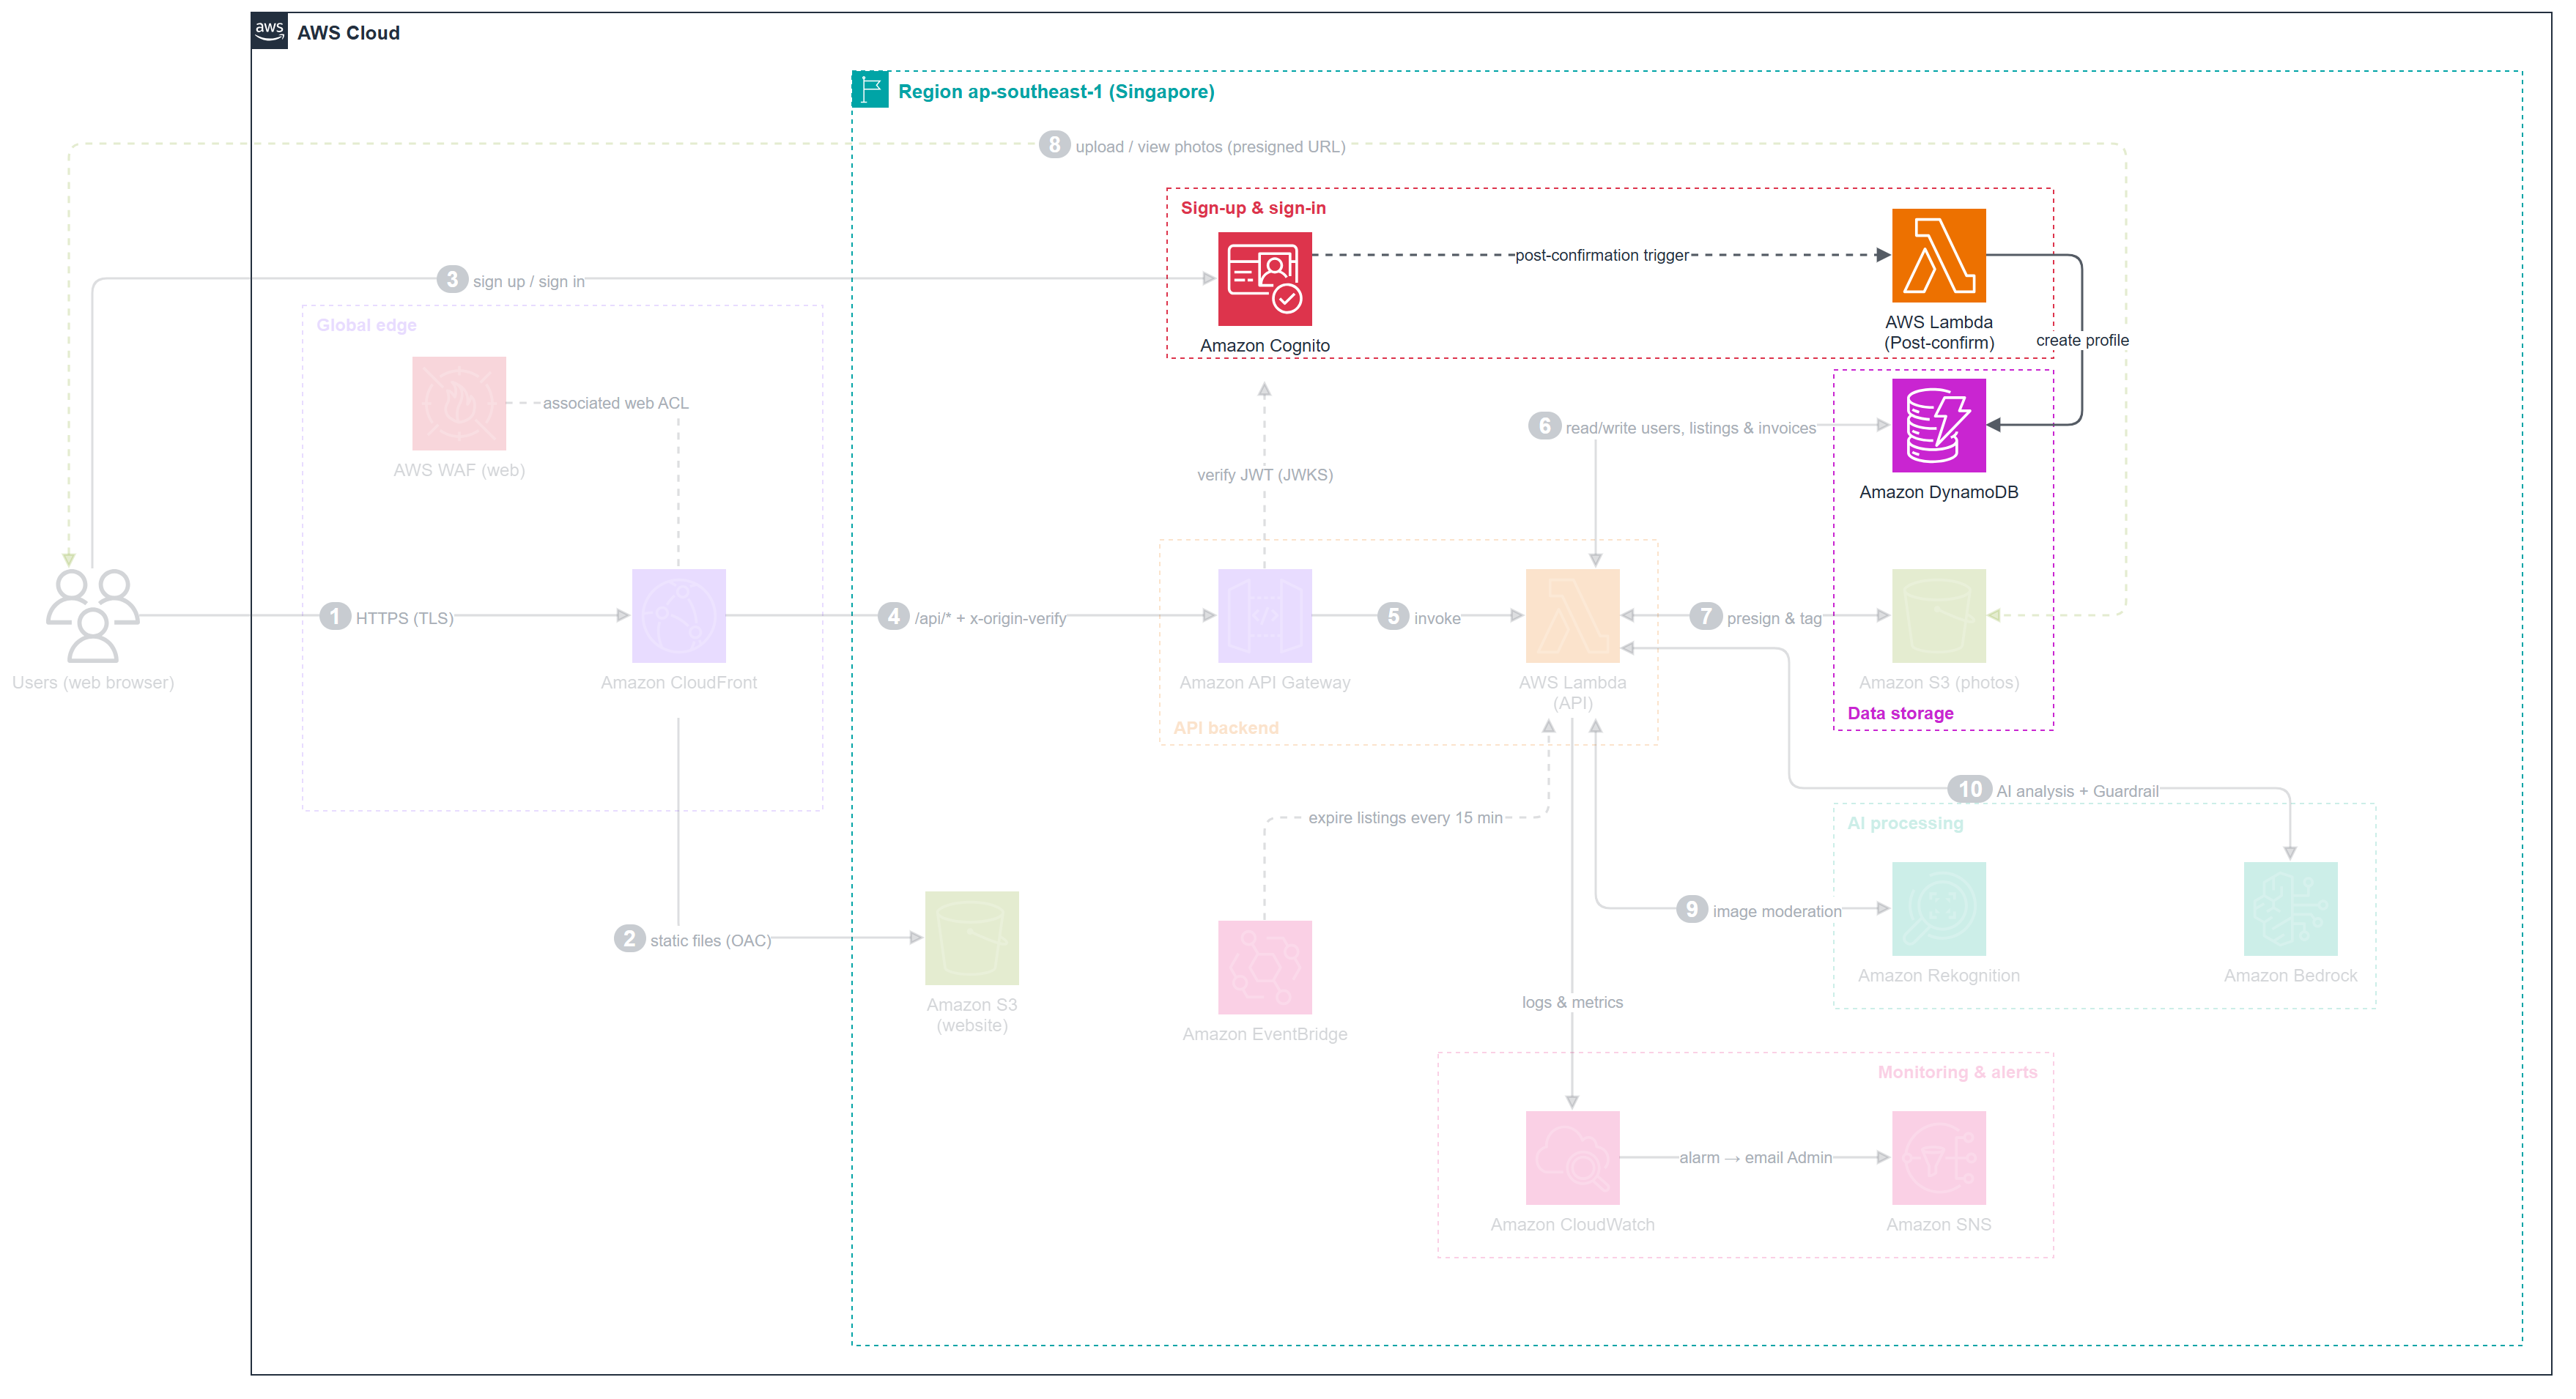 aws
AWS Cloud
Region ap-southeast-1 (Singapore)
8 upload / view photos (presigned URL)
Sign-up & sign-in
post-confirmation trigger
3 sign up / sign in
Amazon Cognito
AWS Lambda
(Post-confirm)
create profile
Global edge
associated web ACL
AWS WAF (web)
6 read/write users, listings & invoices
verify JWT (JWKS)
Amazon DynamoDB
1 HTTPS (TLS)
4 /api/* + x-origin-verify
5 invoke
7 presign & tag
Users (web browser)
Amazon CloudFront
Amazon API Gateway
AWS Lambda
(API)
Amazon S3 (photos)
Data storage
API backend
10 AI analysis + Guardrail
expire listings every 15 min
AI processing
9 image moderation
2 static files (OAC)
Amazon Rekognition
Amazon Bedrock
Amazon S3
(website)
logs & metrics
Amazon EventBridge
Monitoring & alerts
alarm → email Admin
Amazon CloudWatch
Amazon SNS